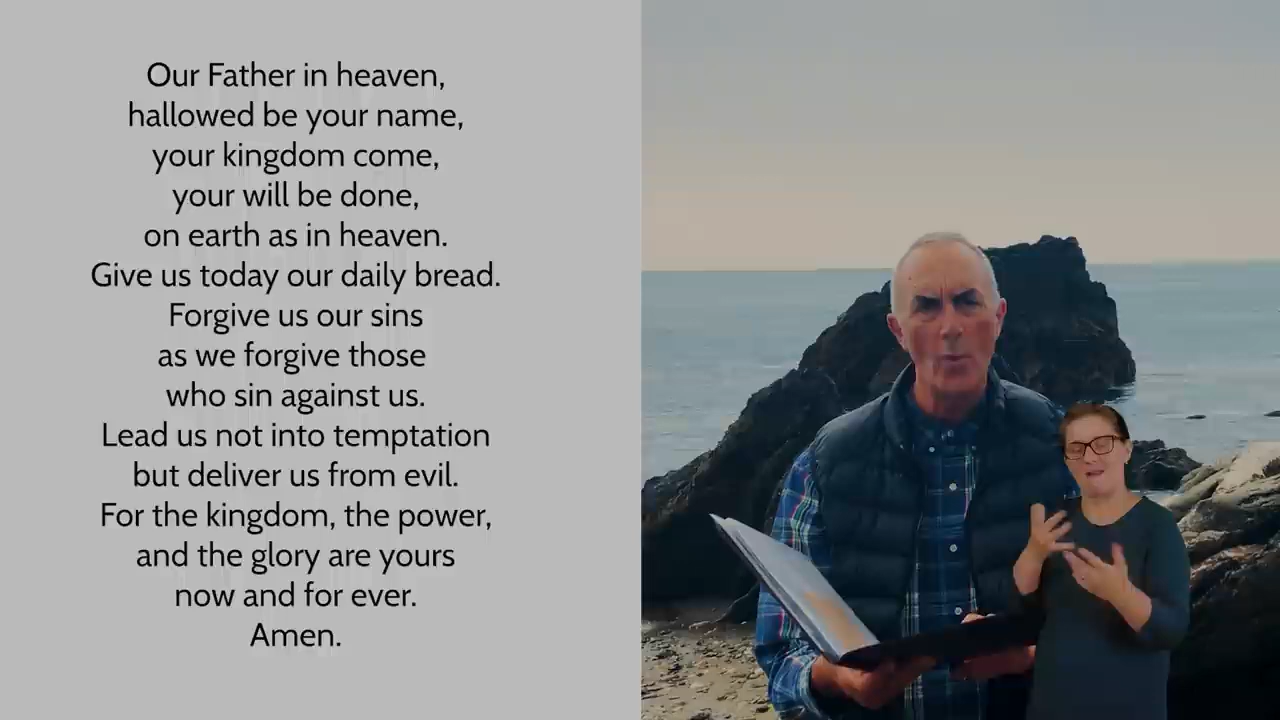 Our Father in heaven,
hallowed be your name,
your kingdom come,
your will be done,
on earth as in heaven.
Give us today our daily bread.
Forgive us our sins
as we forgive those
who sin against us.
Lead us not into temptation
but deliver us from evil.
For the kingdom, the power,
and the glory are yours
now and for ever.
Amen.